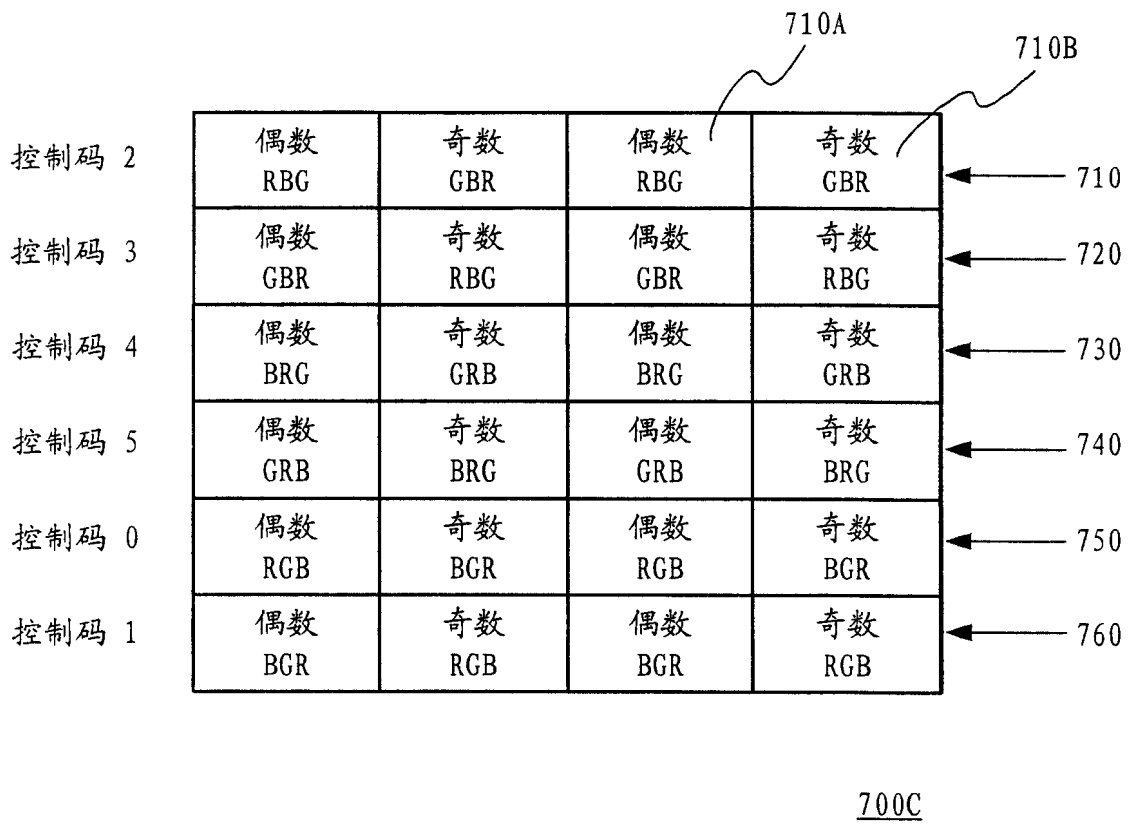 710A
710B
控制码 2
偶数 奇数 偶数 奇数
RBG GBR RBG GBR
710
控制码 3
偶数 奇数 偶数 奇数
GBR RBG GBR RBG
720
控制码 4
偶数 奇数 偶数 奇数
BRG GRB BRG GRB
730
控制码 5
偶数 奇数 偶数 奇数
GRB BRG GRB BRG
740
控制码 0
偶数 奇数 偶数 奇数
RGB BGR RGB BGR
750
控制码 1
偶数 奇数 偶数 奇数
BGR RGB BGR RGB
760
700C